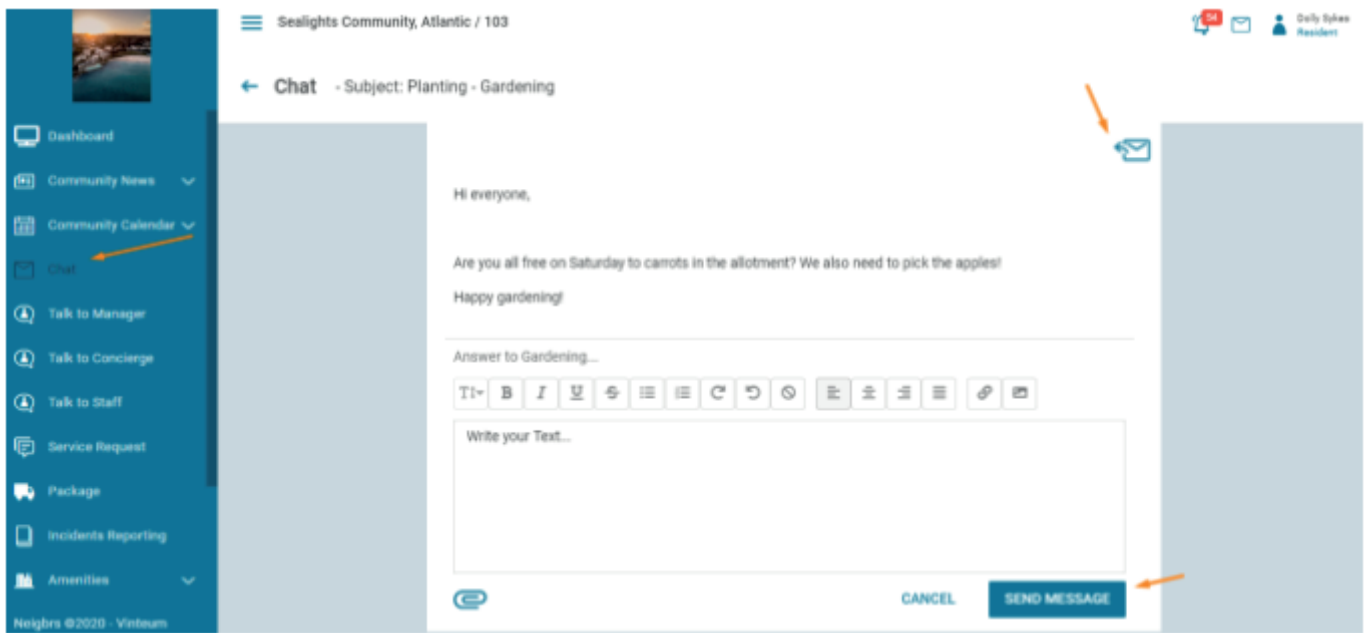 Sealights Community, Atlantic / 103
54
Dolly Sykes
Resident
Chat - Subject: Planting - Gardening
Dashboard
Community News
Community Calendar
Chat
Talk to Manager
Talk to Concierge
Talk to Staff
Service Request
Package
Incidents Reporting
Amenities
Neigbrs ©2020 - Vinteum
Hi everyone,
Are you all free on Saturday to carrots in the allotment? We also need to pick the apples!
Happy gardening!
Answer to Gardening...
B I U S
Write your Text...
CANCEL
SEND MESSAGE